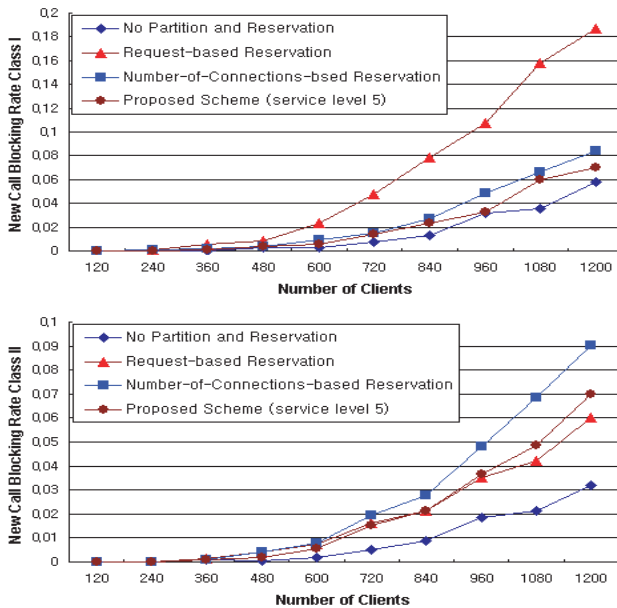 New Call Blocking Rate Class I
0,2
0,18
0,16
0,14
0,12
0,1
0,08
0,06
0,04
0,02
0
No Partition and Reservation
Request-based Reservation
Number-of-Connections-bsed Reservation
Proposed Scheme (service level 5)
120 240 360 480 600 720 840 960 1080 1200
Number of Clients
New Call Blocking Rate Class II
0,1
0,09
0,08
0,07
0,06
0,05
0,04
0,03
0,02
0,01
0
No Partition and Reservation
Request-based Reservation
Number-of-Connections-based Reservation
Proposed Scheme (service level 5)
120 240 360 480 600 720 840 960 1080 1200
Number of Clients